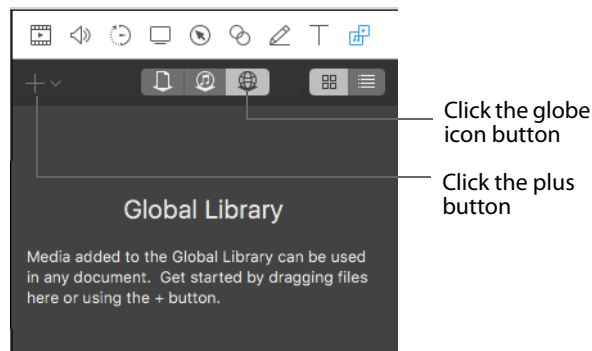 Click the globe
icon button
Click the plus
button
Global Library
Media added to the Global Library can be used
in any document.  Get started by dragging files
here or using the + button.